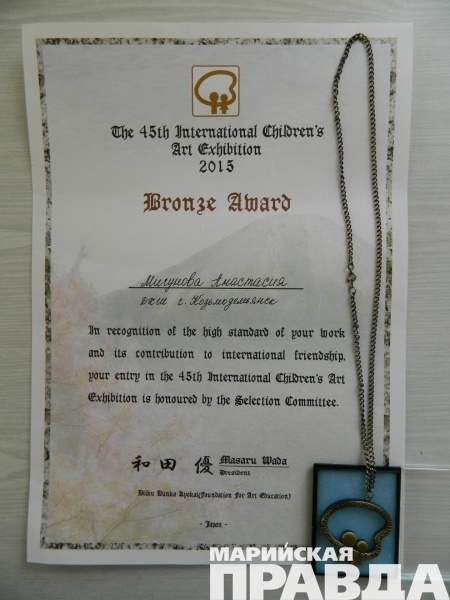 The 45th International Children's
Art Exhibition
2015
Bronze Award
Мигунова Анастасия
ДХШ г. Козьмодемьянск
In recognition of the high standard of your work
and its contribution to international friendship,
your entry in the 45th International Children's Art
Exhibition is honoured by the Selection Committee.
和田 優 Masaru Wada
President
Biiku Bunka Kyokai(Foundation For Art Education)
- Japan -
МАРИЙСКАЯ
ПРАВДА